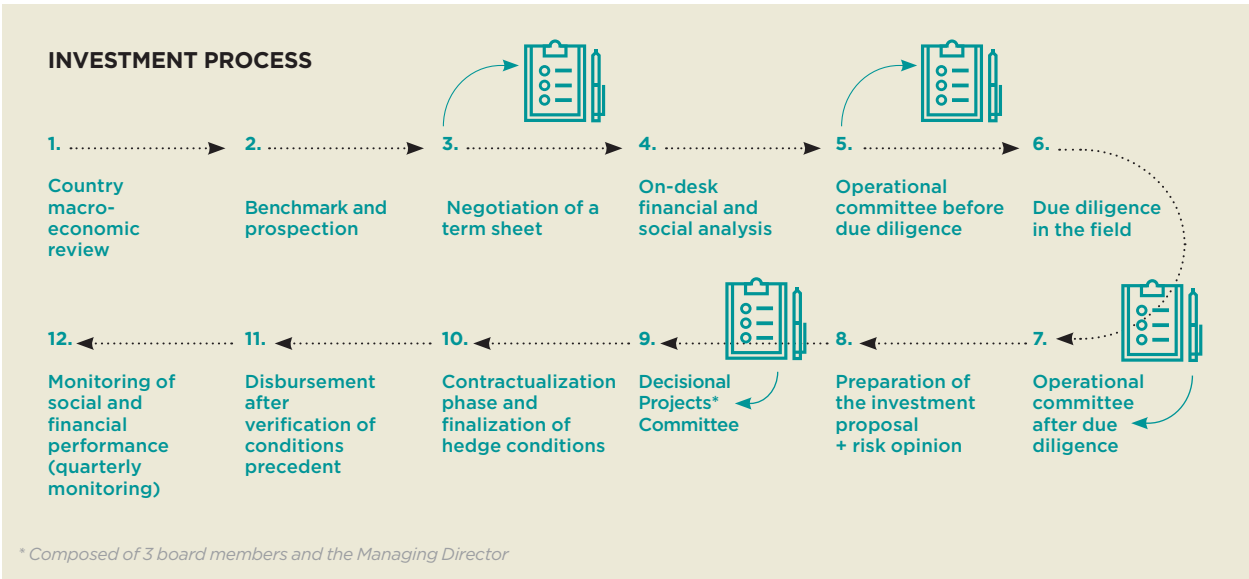 INVESTMENT PROCESS
1.
2.
3.
4.
5.
6.
Country
macro-
economic
review
Benchmark and
prospection
Negotiation of a
term sheet
On-desk
financial and
social analysis
Operational
committee before
due diligence
Due diligence
in the field
12.
11.
10.
9.
8.
7.
Monitoring of
social and
financial
performance
(quarterly
monitoring)
Disbursement
after
verification of
conditions
precedent
Contractualization
phase and
finalization of
hedge conditions
Decisional
Projects*
Committee
Preparation of
the investment
proposal
+ risk opinion
Operational
committee
after due
diligence
* Composed of 3 board members and the Managing Director